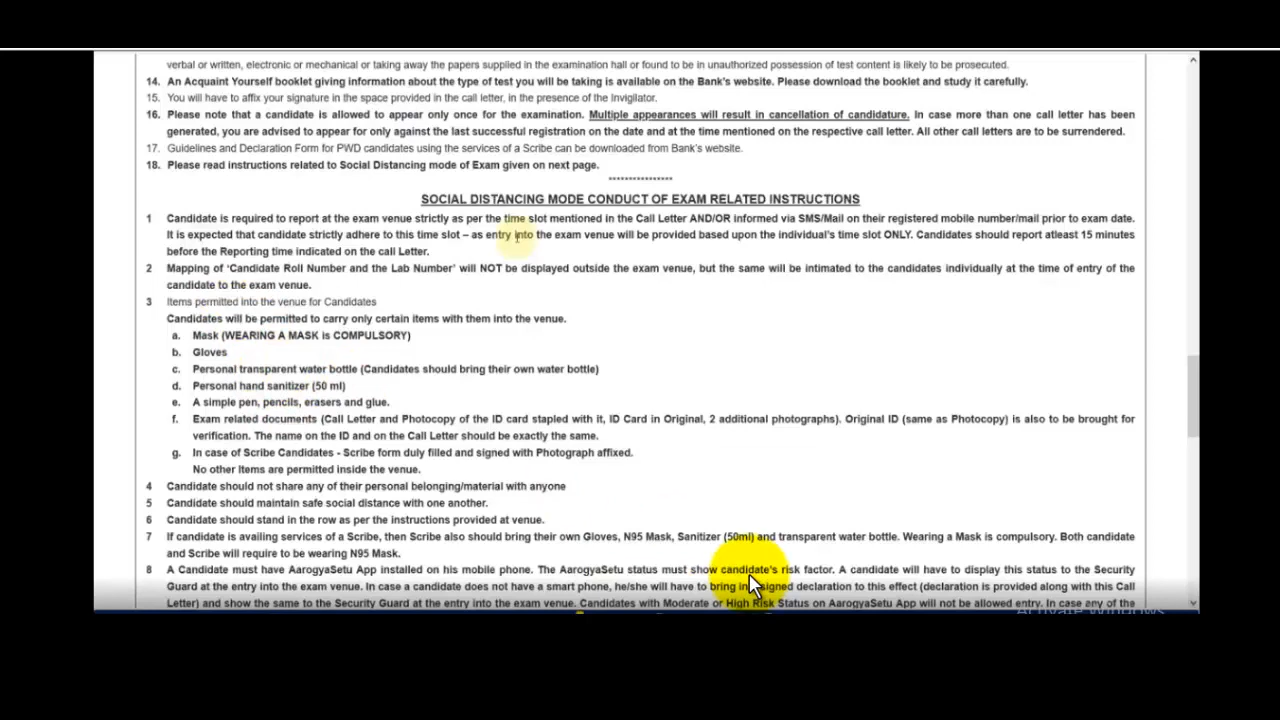 verbal or written, electronic or mechanical or taking away the papers supplied in the examination hall or found to be in unauthorized possession of test content is likely to be prosecuted.
14. An Acquaint Yourself booklet giving information about the type of test you will be taking is available on the Bank's website. Please download the booklet and study it carefully.
15. You will have to affix your signature in the space provided in the call letter, in the presence of the Invigilator.
16. Please note that a candidate is allowed to appear only once for the examination. Multiple appearances will result in cancellation of candidature. In case more than one call letter has been
generated, you are advised to appear for only against the last successful registration on the date and at the time mentioned on the respective call letter. All other call letters are to be surrendered.
17. Guidelines and Declaration Form for PWD candidates using the services of a Scribe can be downloaded from Bank's website.
18. Please read instructions related to Social Distancing mode of Exam given on next page.
***************
SOCIAL DISTANCING MODE CONDUCT OF EXAM RELATED INSTRUCTIONS
1 Candidate is required to report at the exam venue strictly as per the time slot mentioned in the Call Letter AND/OR informed via SMS/Mail on their registered mobile number/mail prior to exam date.
It is expected that candidate strictly adhere to this time slot – as entry into the exam venue will be provided based upon the individual's time slot ONLY. Candidates should report atleast 15 minutes
before the Reporting time indicated on the call Letter.
2 Mapping of 'Candidate Roll Number and the Lab Number' will NOT be displayed outside the exam venue, but the same will be intimated to the candidates individually at the time of entry of the
candidate to the exam venue.
3 Items permitted into the venue for Candidates
Candidates will be permitted to carry only certain items with them into the venue.
a. Mask (WEARING A MASK is COMPULSORY)
b. Gloves
c. Personal transparent water bottle (Candidates should bring their own water bottle)
d. Personal hand sanitizer (50 ml)
e. A simple pen, pencils, erasers and glue.
f. Exam related documents (Call Letter and Photocopy of the ID card stapled with it, ID Card in Original, 2 additional photographs). Original ID (same as Photocopy) is also to be brought for
verification. The name on the ID and on the Call Letter should be exactly the same.
g. In case of Scribe Candidates - Scribe form duly filled and signed with Photograph affixed.
No other Items are permitted inside the venue.
4 Candidate should not share any of their personal belonging/material with anyone
5 Candidate should maintain safe social distance with one another.
6 Candidate should stand in the row as per the instructions provided at venue.
7 If candidate is availing services of a Scribe, then Scribe also should bring their own Gloves, N95 Mask, Sanitizer (50ml) and transparent water bottle. Wearing a Mask is compulsory. Both candidate
and Scribe will require to be wearing N95 Mask.
8 A Candidate must have AarogyaSetu App installed on his mobile phone. The AarogyaSetu status must show candidate's risk factor. A candidate will have to display this status to the Security
Guard at the entry into the exam venue. In case a candidate does not have a smart phone, he/she will have to bring in signed declaration to this effect (declaration is provided along with this Call
Letter) and show the same to the Security Guard at the entry into the exam venue. Candidates with Moderate or High Risk Status on AarogyaSetu App will not be allowed entry. In case any of the